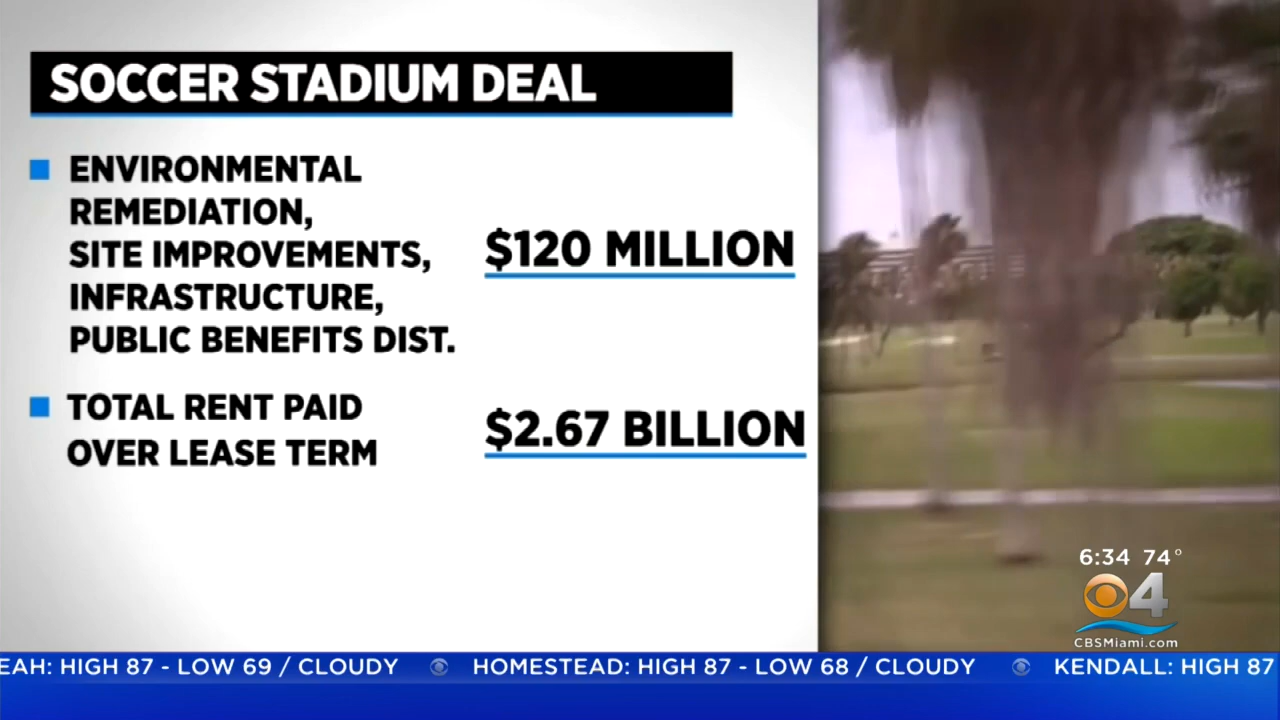 SOCCER STADIUM DEAL
ENVIRONMENTAL
REMEDIATION,
SITE IMPROVEMENTS,
INFRASTRUCTURE,
PUBLIC BENEFITS DIST.
$120 MILLION
TOTAL RENT PAID
OVER LEASE TERM
$2.67 BILLION
6:34 74°
4
CBSMiami.com
EAH: HIGH 87 - LOW 69 / CLOUDY HOMESTEAD: HIGH 87 - LOW 68 / CLOUDY KENDALL: HIGH 87